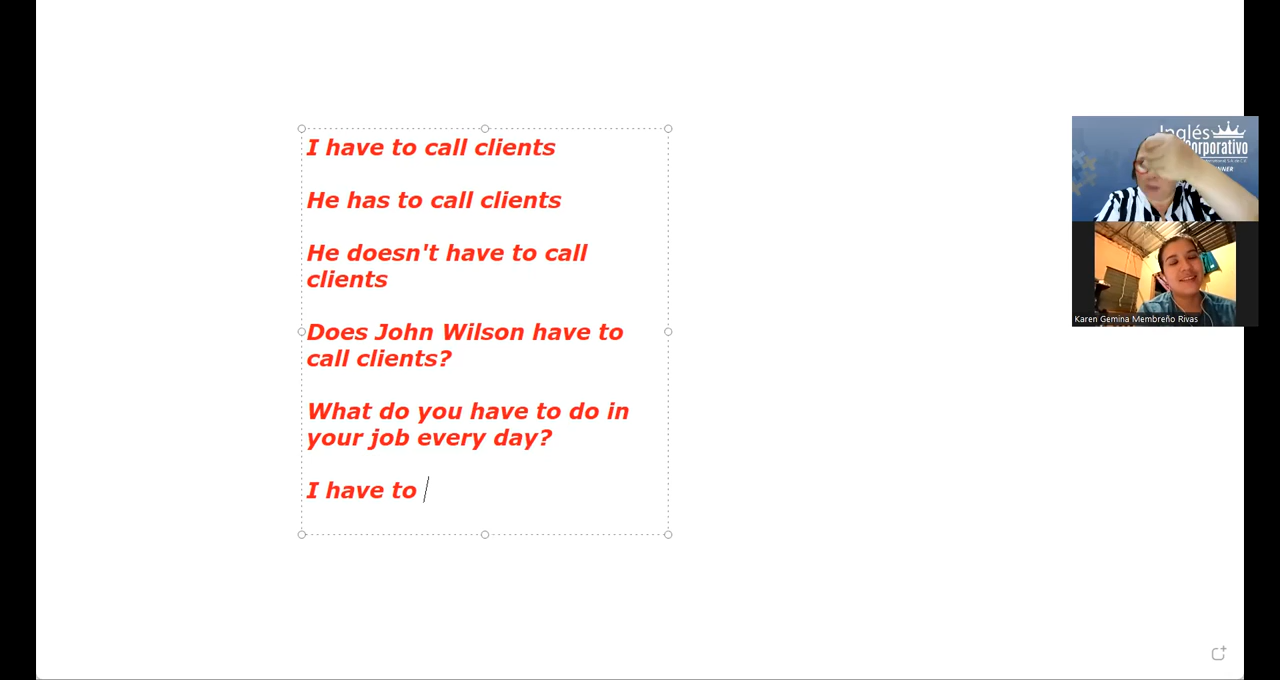 I have to call clients
He has to call clients
He doesn't have to call
clients
Does John Wilson have to
call clients?
What do you have to do in
your job every day?
I have to
Inglés
Corporativo
Karen Gemina Membreño Rivas